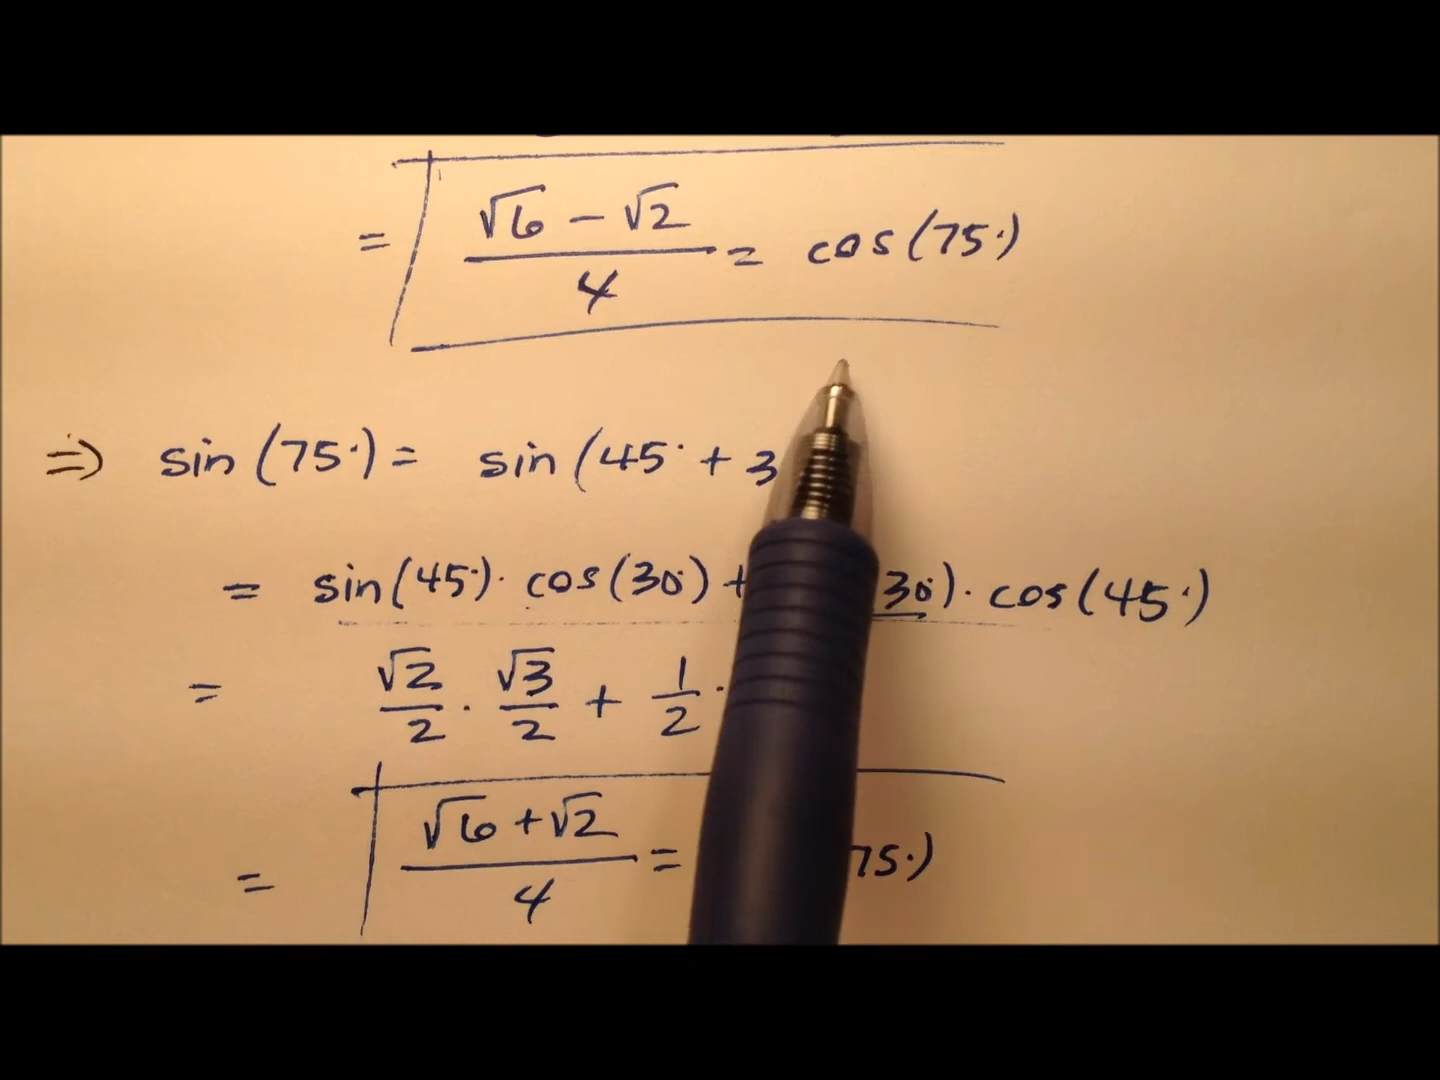 = √6 - √2 / 4 = cos(75°)
⇒ sin(75°) = sin(45° + 3
= sin(45°)· cos(30°) + 30°)· cos(45°)
= √2/2 · √3/2 + 1/2 ·
= √6 + √2 / 4 = 75°)